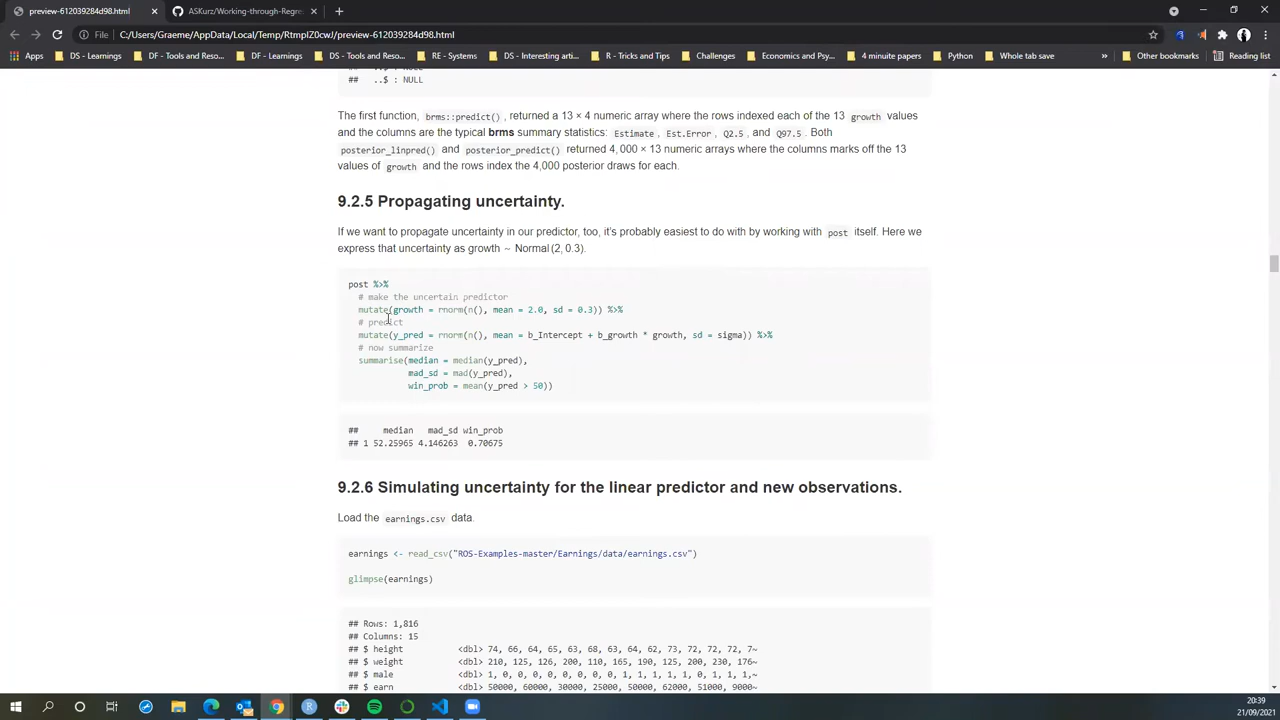 preview-612039284d98.html
ASKurz/Working-through-Regre
File
C:/Users/Graeme/AppData/Local/Temp/RtmpIZ0cwJ/preview-612039284d98.html
Apps
DS - Learnings
DF - Tools and Reso...
DF - Learnings
DS - Tools and Reso...
RE - Systems
DS - Interesting arti...
R - Tricks and Tips
Challenges
Economics and Psy...
4 minuite papers
Python
Whole tab save
Other bookmarks
Reading list
## ..$ : NULL
The first function, brms::predict() , returned a 13 × 4 numeric array where the rows indexed each of the 13 growth values
and the columns are the typical brms summary statistics: Estimate , Est.Error , Q2.5 , and Q97.5 . Both
posterior_linpred() and posterior_predict() returned 4,000 × 13 numeric arrays where the columns marks off the 13
values of growth and the rows index the 4,000 posterior draws for each.
9.2.5 Propagating uncertainty.
If we want to propagate uncertainty in our predictor, too, it's probably easiest to do with by working with post itself. Here we
express that uncertainty as growth ~ Normal(2, 0.3).
post %>%
# make the uncertain predictor
mutate(growth = rnorm(n(), mean = 2.0, sd = 0.3)) %>%
# predict
mutate(y_pred = rnorm(n(), mean = b_Intercept + b_growth * growth, sd = sigma)) %>%
# now summarize
summarise(median = median(y_pred),
mad_sd = mad(y_pred),
win_prob = mean(y_pred > 50))
## median mad_sd win_prob
## 1 52.25965 4.146263 0.70675
9.2.6 Simulating uncertainty for the linear predictor and new observations.
Load the earnings.csv data.
earnings <- read_csv("ROS-Examples-master/Earnings/data/earnings.csv")
glimpse(earnings)
## Rows: 1,816
## Columns: 15
## $ height <dbl> 74, 66, 64, 65, 63, 68, 63, 64, 62, 73, 72, 72, 72, 7~
## $ weight <dbl> 210, 125, 126, 200, 110, 165, 190, 125, 200, 230, 176~
## $ male <dbl> 1, 0, 0, 0, 0, 0, 0, 0, 0, 1, 1, 1, 1, 1, 0, 1, 1, 1,~
## $ earn <dbl> 50000, 60000, 30000, 25000, 50000, 62000, 51000, 9000~
20:39
21/09/2021